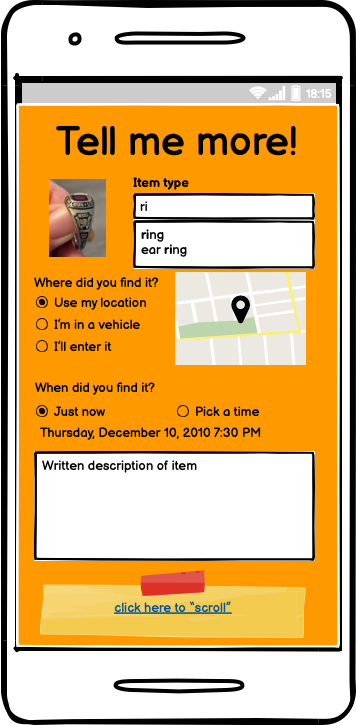 18:15
Tell me more!
Item type
ri
ring
ear ring
Where did you find it?
Use my location
I'm in a vehicle
I'll enter it
When did you find it?
Just now
Pick a time
Thursday, December 10, 2010 7:30 PM
Written description of item
click here to "scroll"